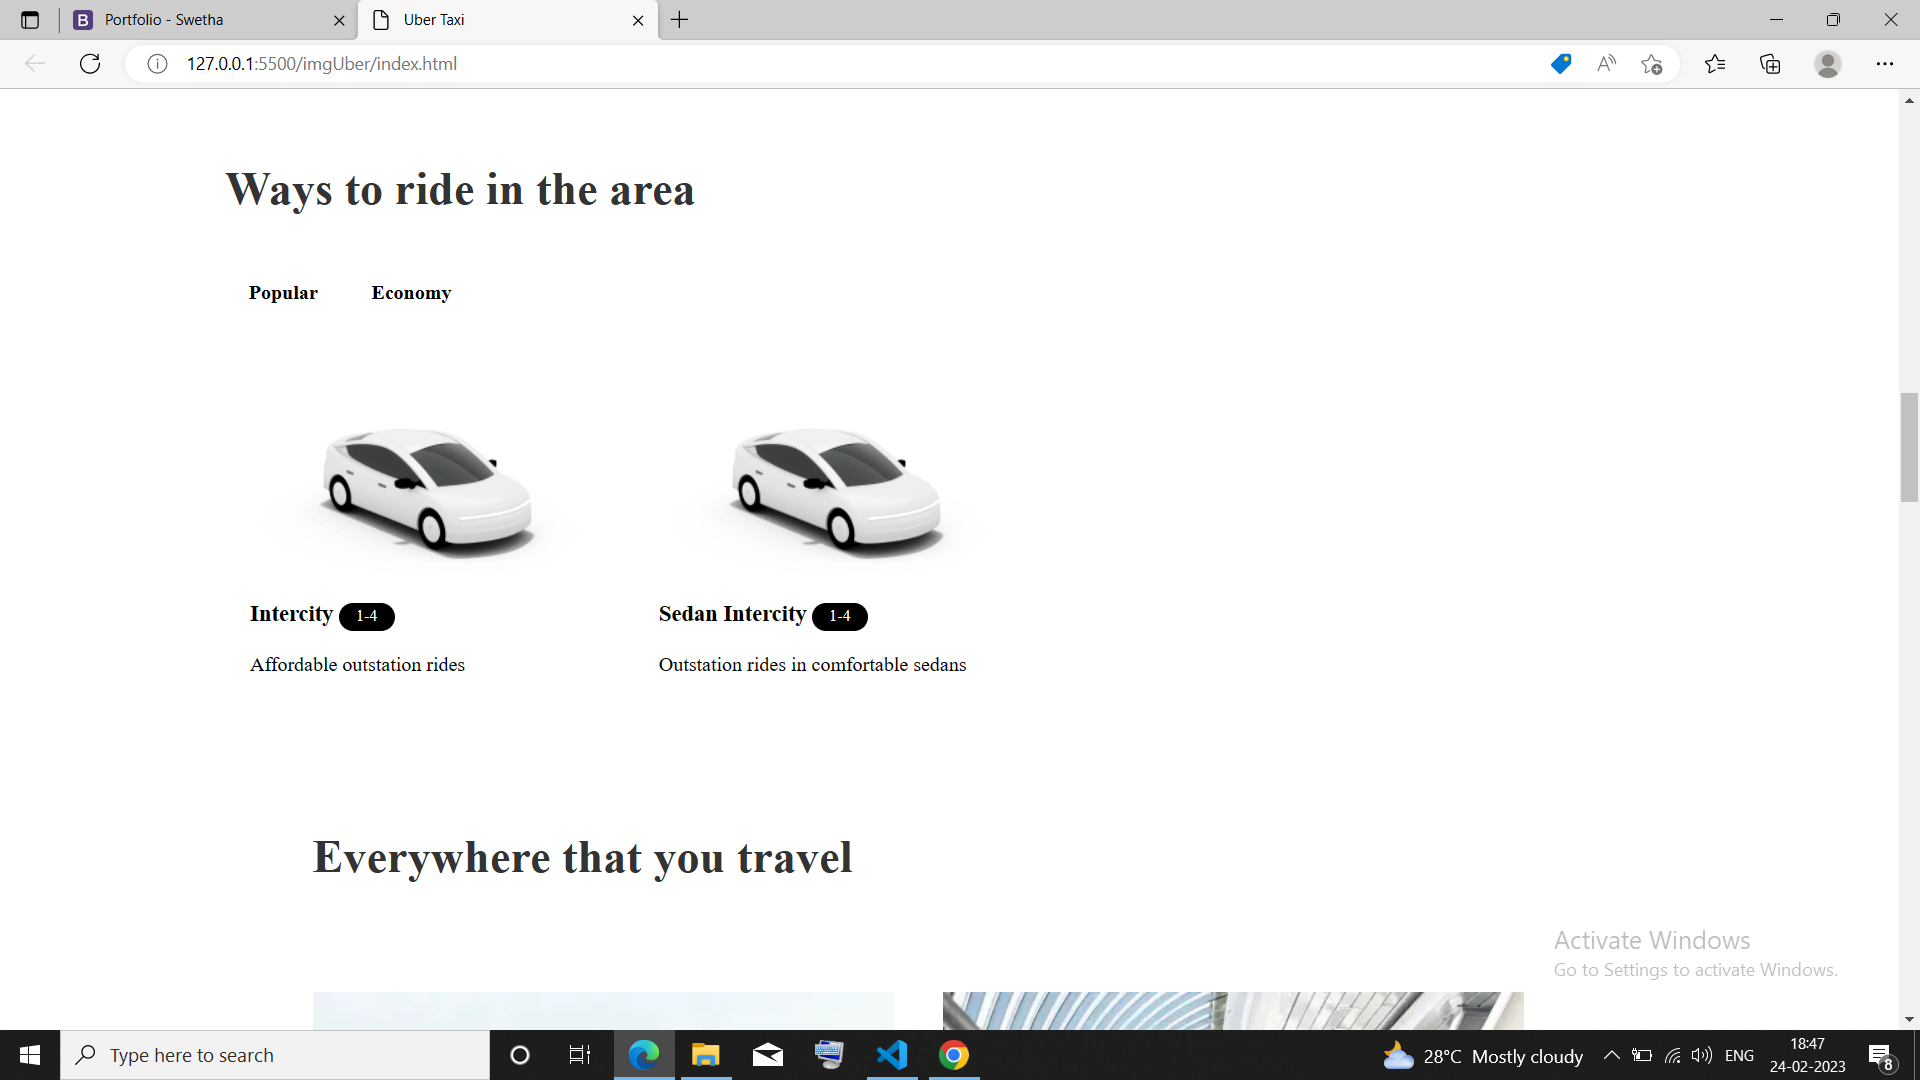 Portfolio - Swetha
Uber Taxi
127.0.0.1:5500/imgUber/index.html
Ways to ride in the area
Popular Economy
Intercity 1-4
Affordable outstation rides
Sedan Intercity 1-4
Outstation rides in comfortable sedans
Everywhere that you travel
Activate Windows
Go to Settings to activate Windows.
Type here to search
28°C Mostly cloudy
ENG
18:47
24-02-2023
8